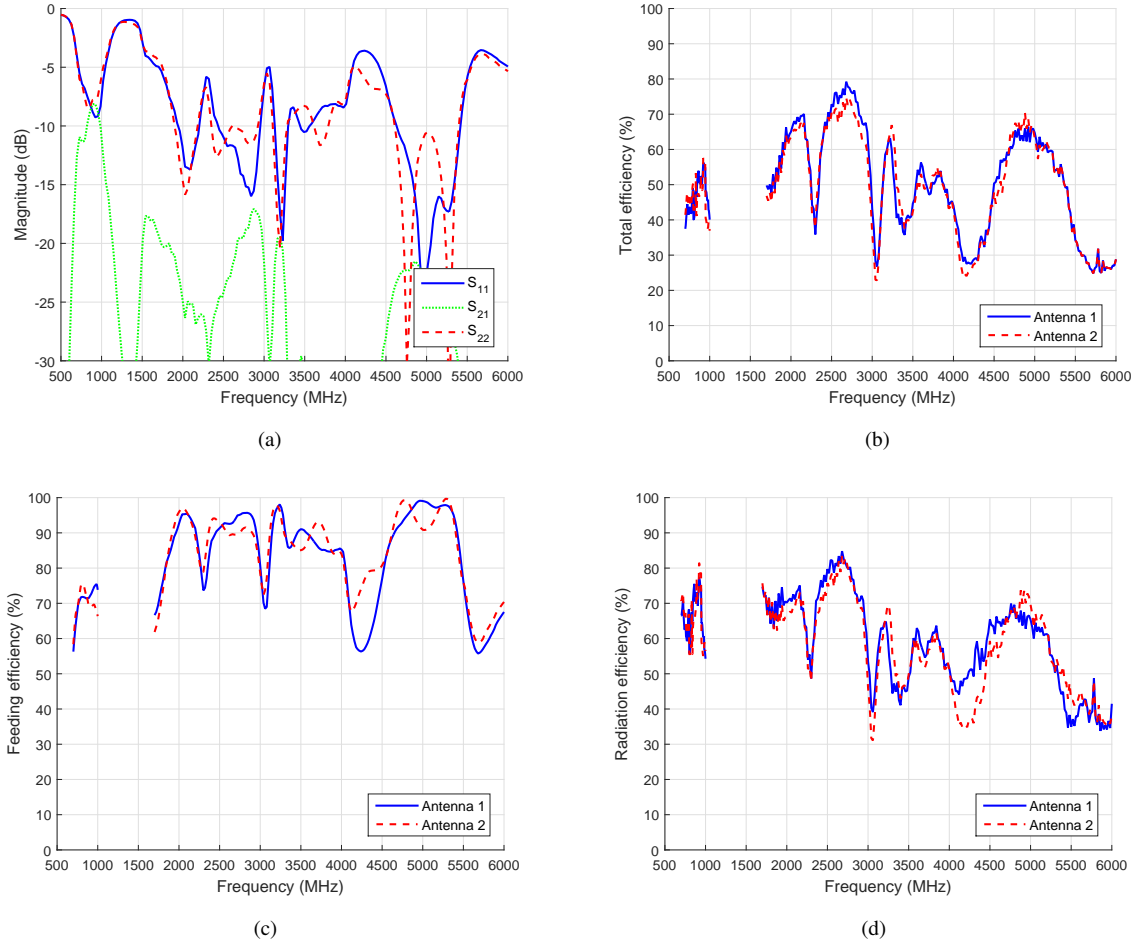 0
-5
-10
-15
-20
-25
-30
Magnitude (dB)
S11
S21
S22
500 1000 1500 2000 2500 3000 3500 4000 4500 5000 5500 6000
Frequency (MHz)
(a)
100
90
80
70
60
50
40
30
20
10
0
Total efficiency (%)
Antenna 1
Antenna 2
500 1000 1500 2000 2500 3000 3500 4000 4500 5000 5500 6000
Frequency (MHz)
(b)
100
90
80
70
60
50
40
30
20
10
0
Feeding efficiency (%)
Antenna 1
Antenna 2
500 1000 1500 2000 2500 3000 3500 4000 4500 5000 5500 6000
Frequency (MHz)
(c)
100
90
80
70
60
50
40
30
20
10
0
Radiation efficiency (%)
Antenna 1
Antenna 2
500 1000 1500 2000 2500 3000 3500 4000 4500 5000 5500 6000
Frequency (MHz)
(d)